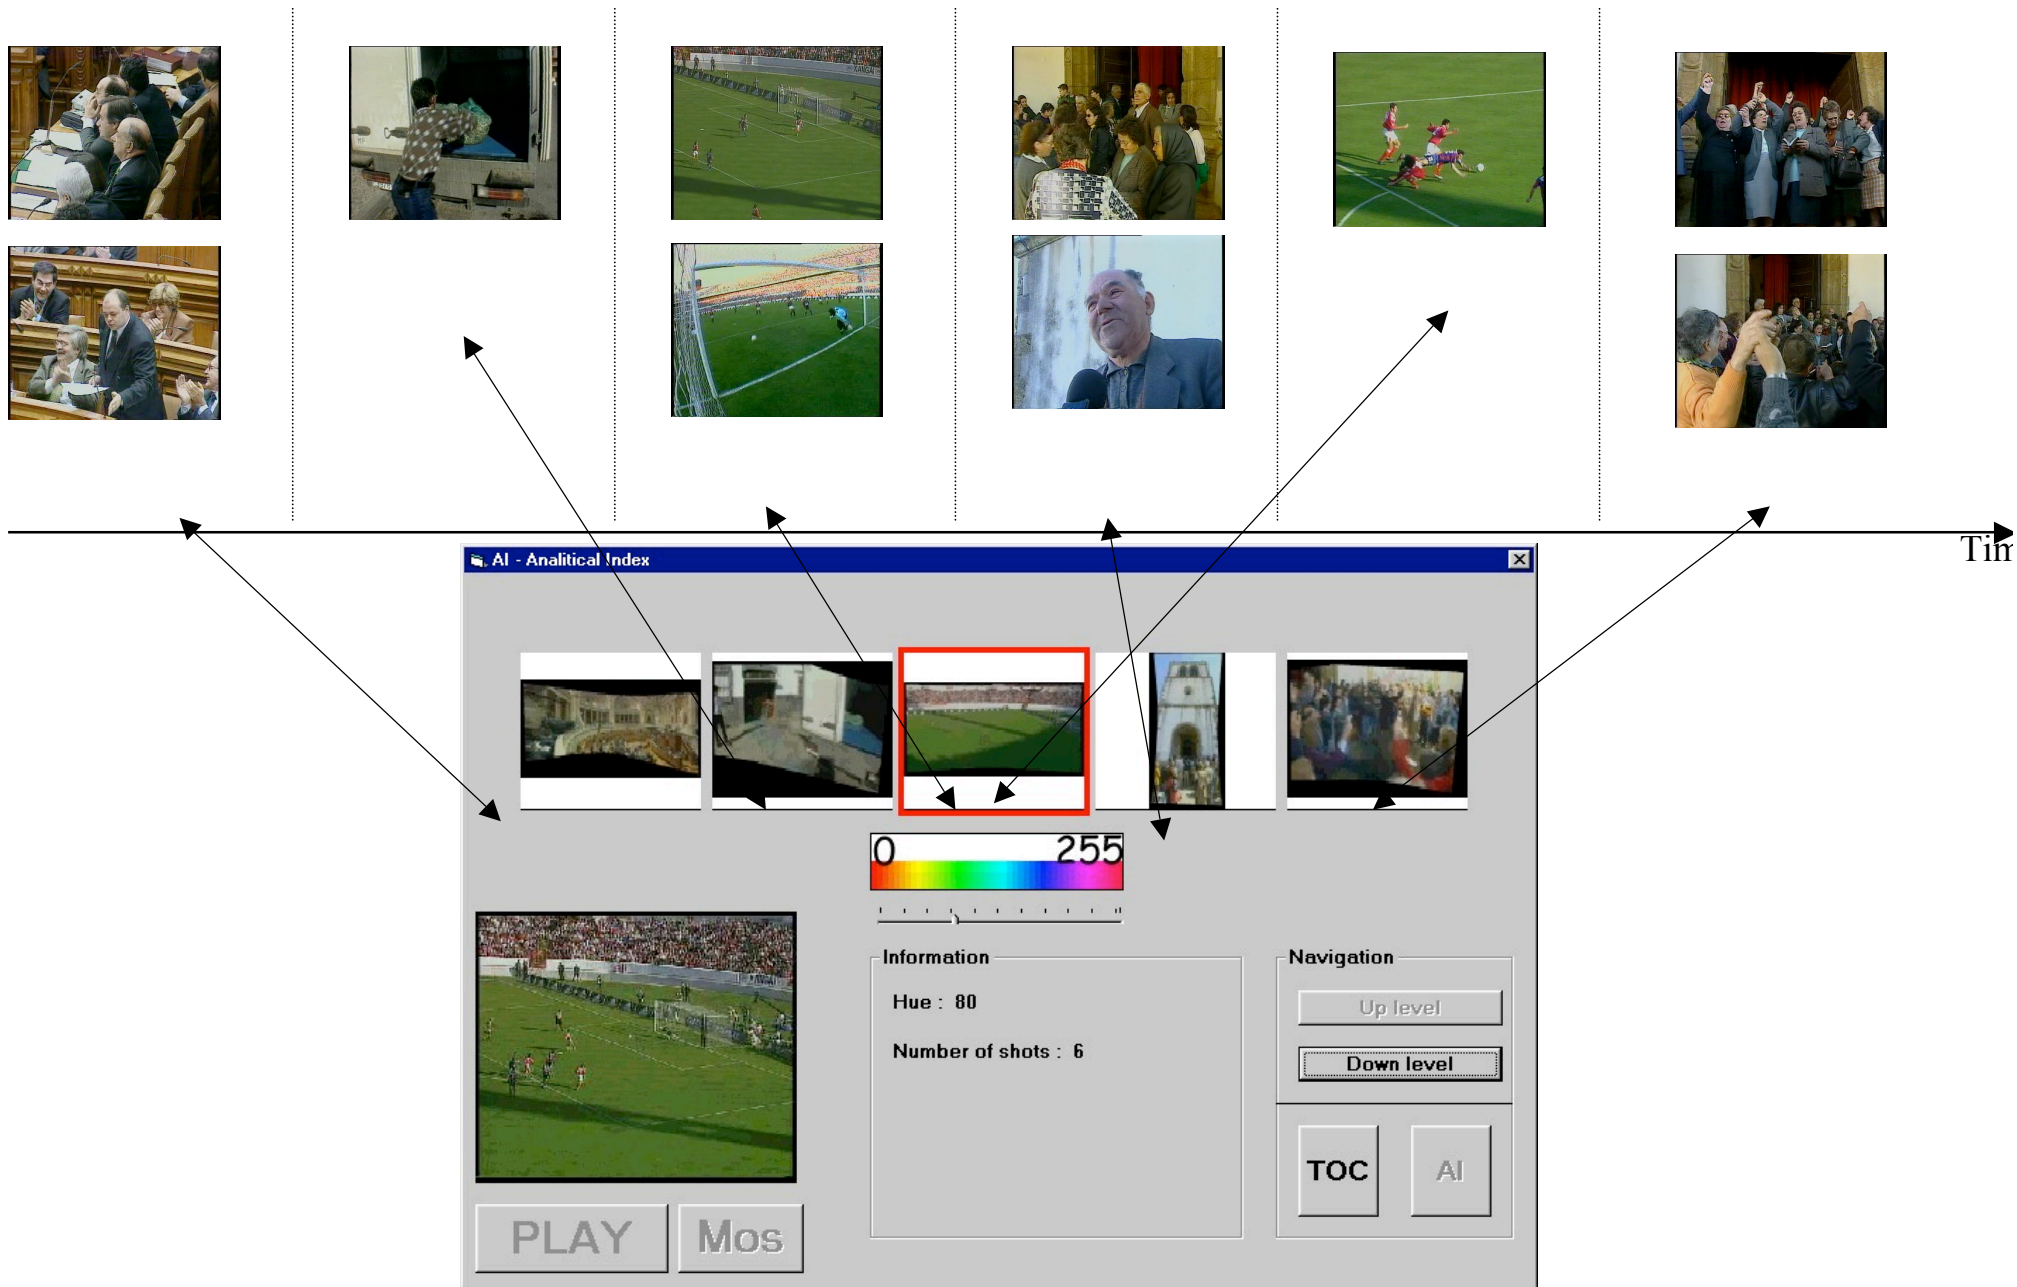 Tim
AI - Analitical Index
0 255
Information
Hue : 80
Number of shots : 6
Navigation
Up level
Down level
TOC
AI
PLAY
Mos